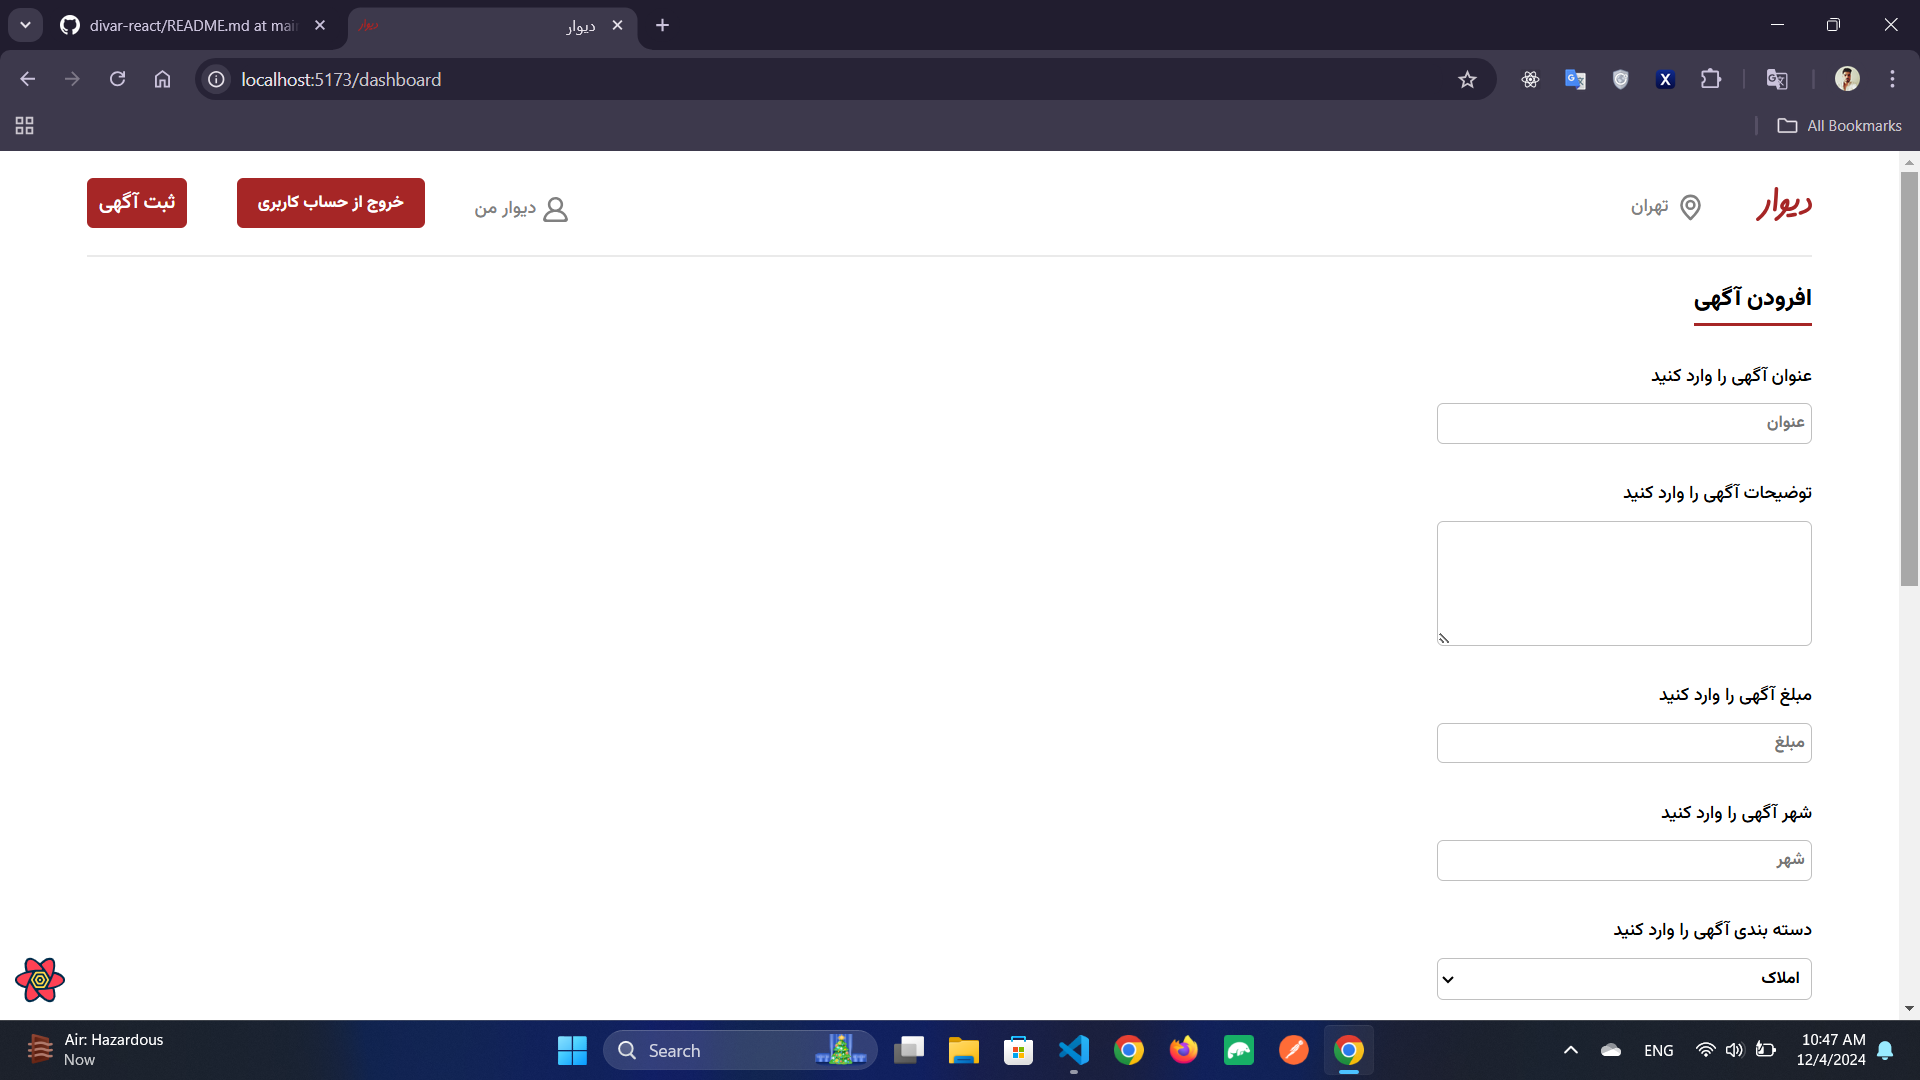 divar-react/README.md at mai
دیوار
localhost:5173/dashboard
All Bookmarks
دیوار
تهران
دیوار من
خروج از حساب کاربری
ثبت آگهی
افرودن آگهی
عنوان آگهی را وارد کنید
عنوان
توضیحات آگهی را وارد کنید
مبلغ آگهی را وارد کنید
مبلغ
شهر آگهی را وارد کنید
شهر
دسته بندی آگهی را وارد کنید
املاک
Air: Hazardous
Now
Search
ENG
10:47 AM
12/4/2024